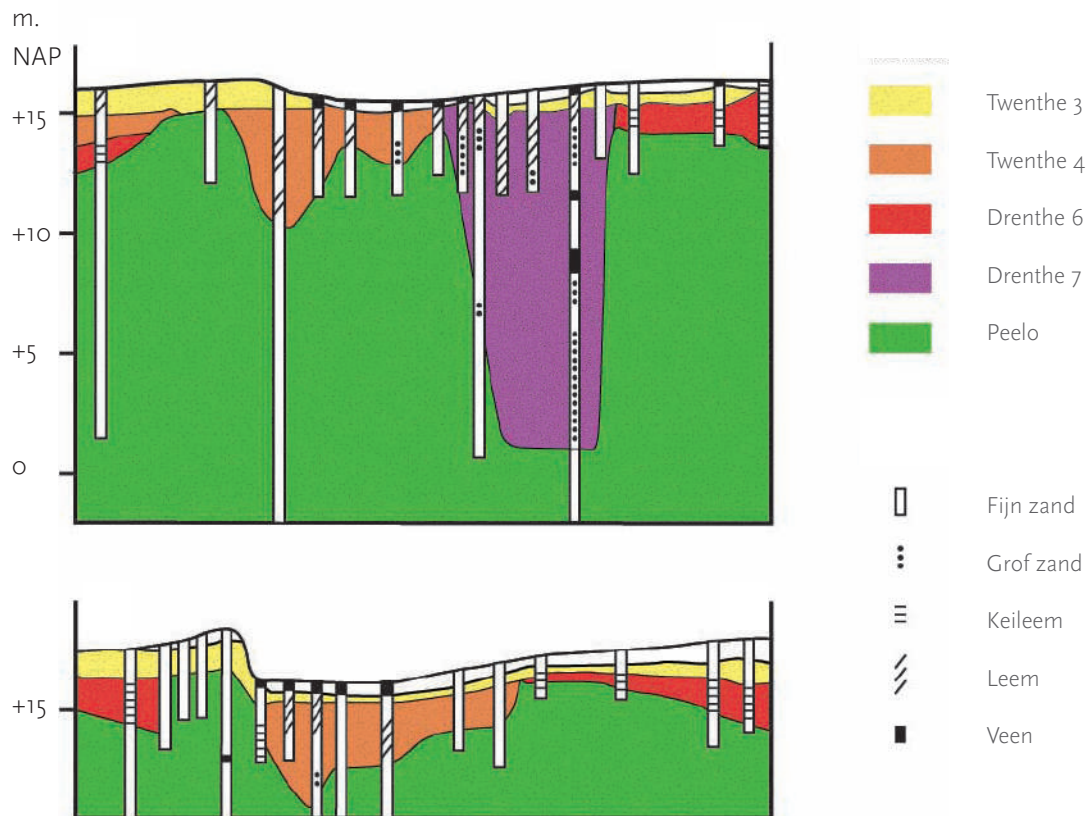 m.
NAP
+15
+10
+5
0
+15
Twenthe 3
Twenthe 4
Drenthe 6
Drenthe 7
Peelo
Fijn zand
Grof zand
Keileem
Leem
Veen